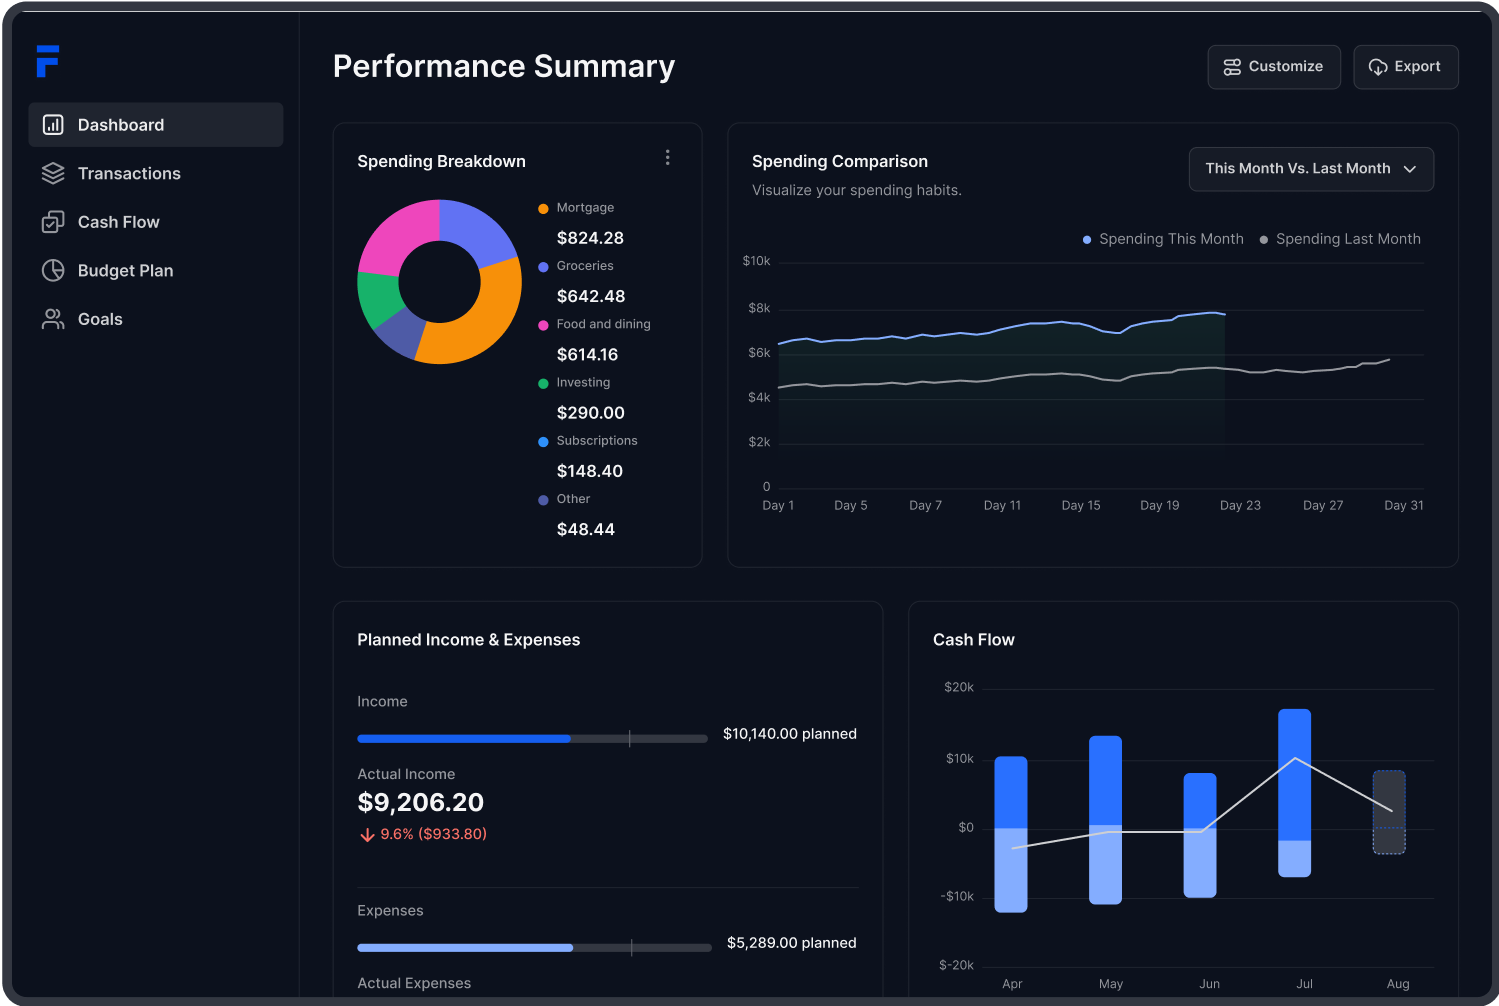 Performance Summary
Customize
Export
Dashboard
Transactions
Cash Flow
Budget Plan
Goals
Spending Breakdown
Mortgage
$824.28
Groceries
$642.48
Food and dining
$614.16
Investing
$290.00
Subscriptions
$148.40
Other
$48.44
Spending Comparison
Visualize your spending habits.
This Month Vs. Last Month
Spending This Month
Spending Last Month
$10k
$8k
$6k
$4k
$2k
0
Day 1 Day 5 Day 7 Day 11 Day 15 Day 19 Day 23 Day 27 Day 31
Planned Income & Expenses
Income
$10,140.00 planned
Actual Income
$9,206.20
9.6% ($933.80)
Expenses
$5,289.00 planned
Actual Expenses
Cash Flow
$20k
$10k
$0
-$10k
$-20k
Apr May Jun Jul Aug